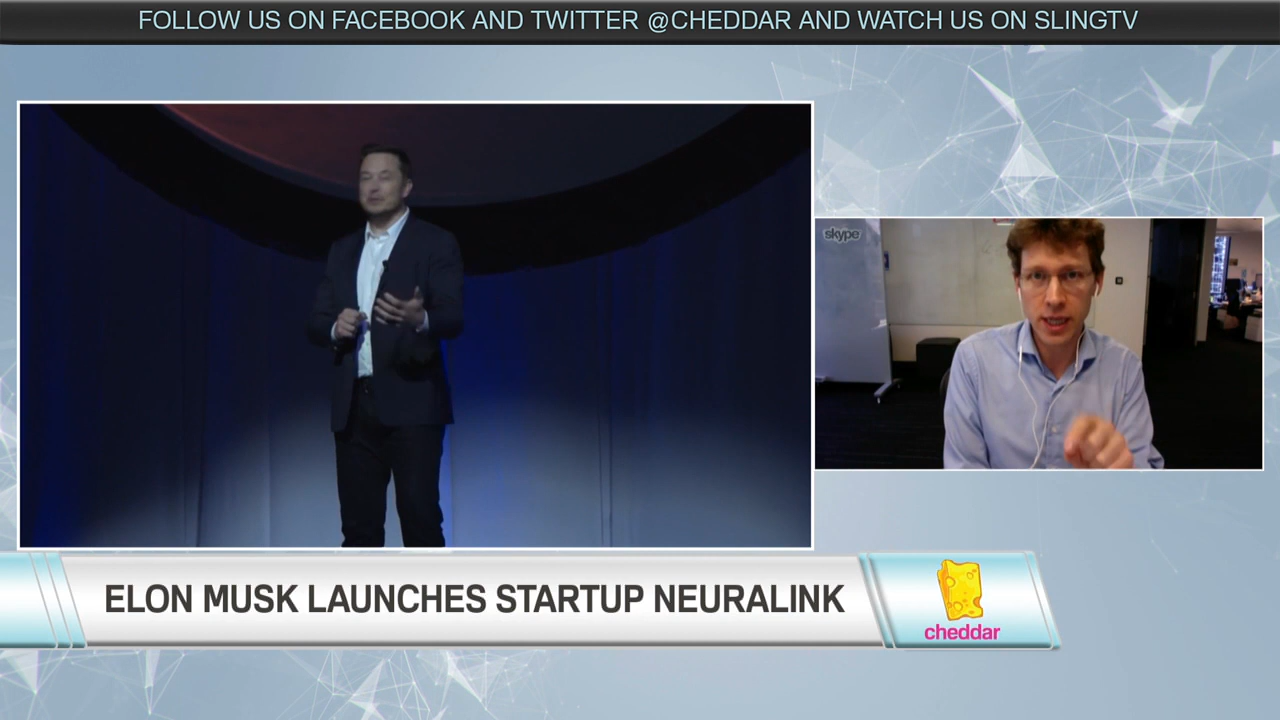 FOLLOW US ON FACEBOOK AND TWITTER @CHEDDAR AND WATCH US ON SLINGTV
skype
ELON MUSK LAUNCHES STARTUP NEURALINK
cheddar